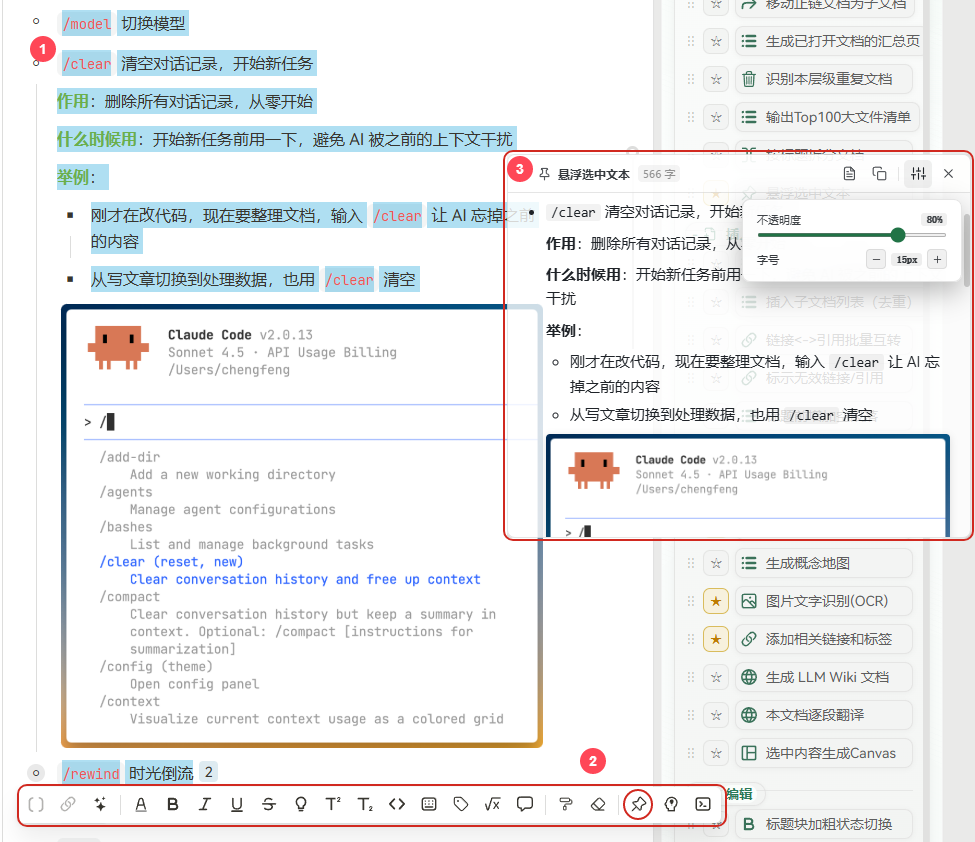 /model 切换模型
1
/clear 清空对话记录，开始新任务
作用：删除所有对话记录，从零开始
什么时候用：开始新任务前用一下，避免 AI 被之前的上下文干扰
举例：
刚才在改代码，现在要整理文档，输入 /clear 让 AI 忘掉之前
的内容
从写文章切换到处理数据，也用 /clear 清空
Claude Code v2.0.13
Sonnet 4.5 · API Usage Billing
/Users/chengfeng
> /
/add-dir
Add a new working directory
/agents
Manage agent configurations
/bashes
List and manage background tasks
/clear (reset, new)
Clear conversation history and free up context
/compact
Clear conversation history but keep a summary in
context. Optional: /compact [instructions for
summarization]
/config (theme)
Open config panel
/context
Visualize current context usage as a colored grid
/rewind 时光倒流 2
2
3
悬浮选中文本 566 字
/clear 清空对话记录，开始
作用：删除所有对话记录，从
什么时候用：开始新任务前用
干扰
举例：
刚才在改代码，现在要整理文档，输入 /clear 让 AI 忘
掉之前的内容
从写文章切换到处理数据，也用 /clear 清空
Claude Code v2.0.13
Sonnet 4.5 · API Usage Billing
/Users/chengfeng
> /
不透明度 80%
字号 15px
移动正链文档为子文档
生成已打开文档的汇总页
识别本层级重复文档
输出Top100大文件清单
悬浮选中文本
插入子文档列表（去重）
链接<->引用批量互转
标示无效链接/引用
生成概念地图
图片文字识别(OCR)
添加相关链接和标签
生成 LLM Wiki 文档
本文档逐段翻译
选中内容生成Canvas
编辑
标题块加粗状态切换